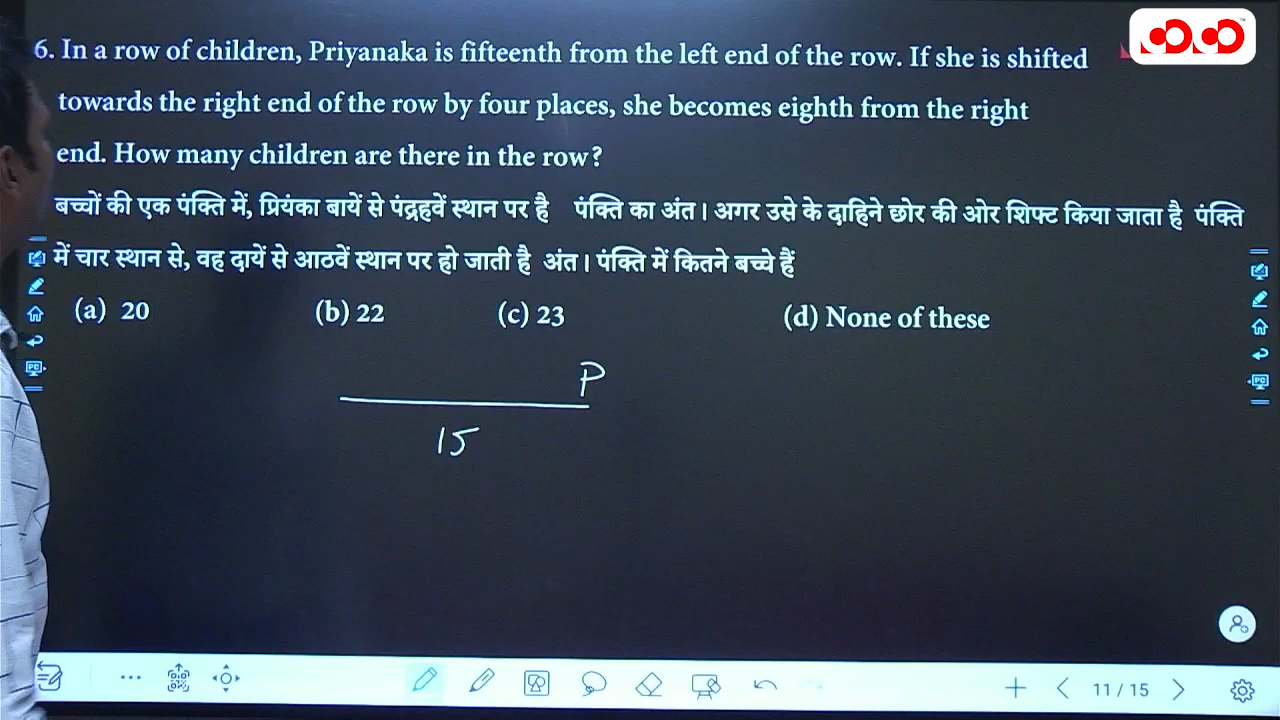 6. In a row of children, Priyanaka is fifteenth from the left end of the row. If she is shifted
towards the right end of the row by four places, she becomes eighth from the right
end. How many children are there in the row?
बच्चों की एक पंक्ति में, प्रियंका बायें से पंद्रहवें स्थान पर है पंक्ति का अंत। अगर उसे के दाहिने छोर की ओर शिफ्ट किया जाता है पंक्ति
में चार स्थान से, वह दायें से आठवें स्थान पर हो जाती है अंत। पंक्ति में कितने बच्चे हैं
(a) 20 (b) 22 (c) 23 (d) None of these
P
15
PC
PC
11 / 15